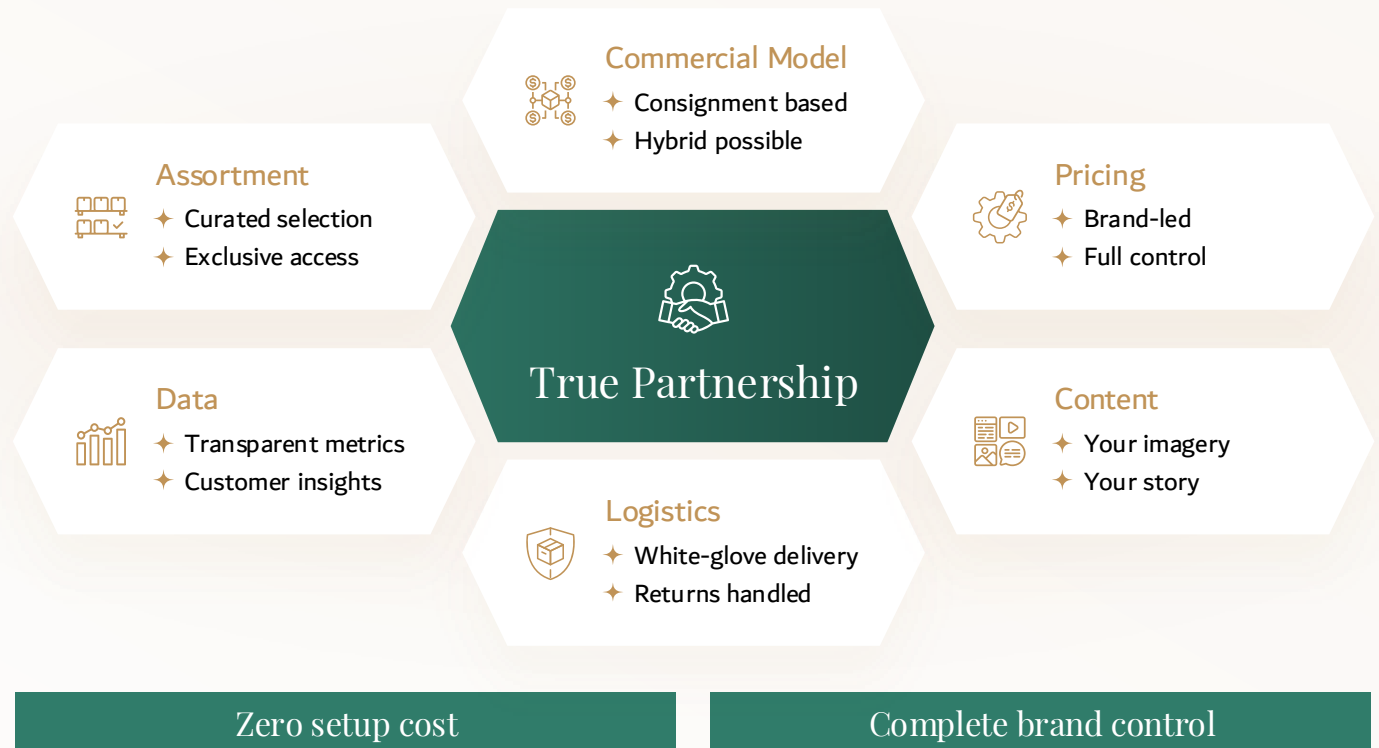 Commercial Model
Consignment based
Hybrid possible
Assortment
Curated selection
Exclusive access
Pricing
Brand-led
Full control
True Partnership
Data
Transparent metrics
Customer insights
Content
Your imagery
Your story
Logistics
White-glove delivery
Returns handled
Zero setup cost
Complete brand control